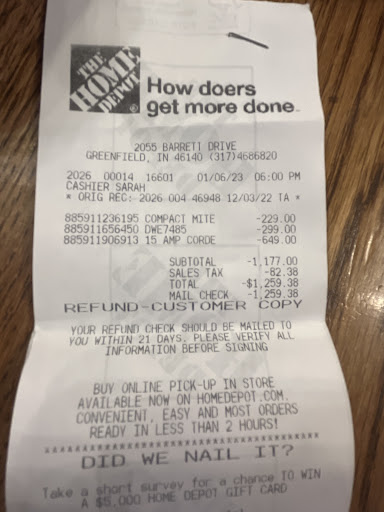 THE
HOME
DEPOT
®
How doers
get more done™
2055 BARRETT DRIVE
GREENFIELD, IN 46140 (317)4686820
2026 00014 16601 01/06/23 06:00 PM
CASHIER SARAH
* ORIG REC: 2026 004 46948 12/03/22 TA *
885911236195 COMPACT MITE -229.00
885911656450 DWE7485 -299.00
885911906913 15 AMP CORDE -649.00
SUBTOTAL -1,177.00
SALES TAX -82.38
TOTAL -$1,259.38
MAIL CHECK -1,259.38
REFUND-CUSTOMER COPY
YOUR REFUND CHECK SHOULD BE MAILED TO
YOU WITHIN 21 DAYS. PLEASE VERIFY ALL
INFORMATION BEFORE SIGNING
BUY ONLINE PICK-UP IN STORE
AVAILABLE NOW ON HOMEDEPOT.COM.
CONVENIENT, EASY AND MOST ORDERS
READY IN LESS THAN 2 HOURS!
DID WE NAIL IT?
Take a short survey for a chance TO WIN
A $5,000 HOME DEPOT GIFT CARD